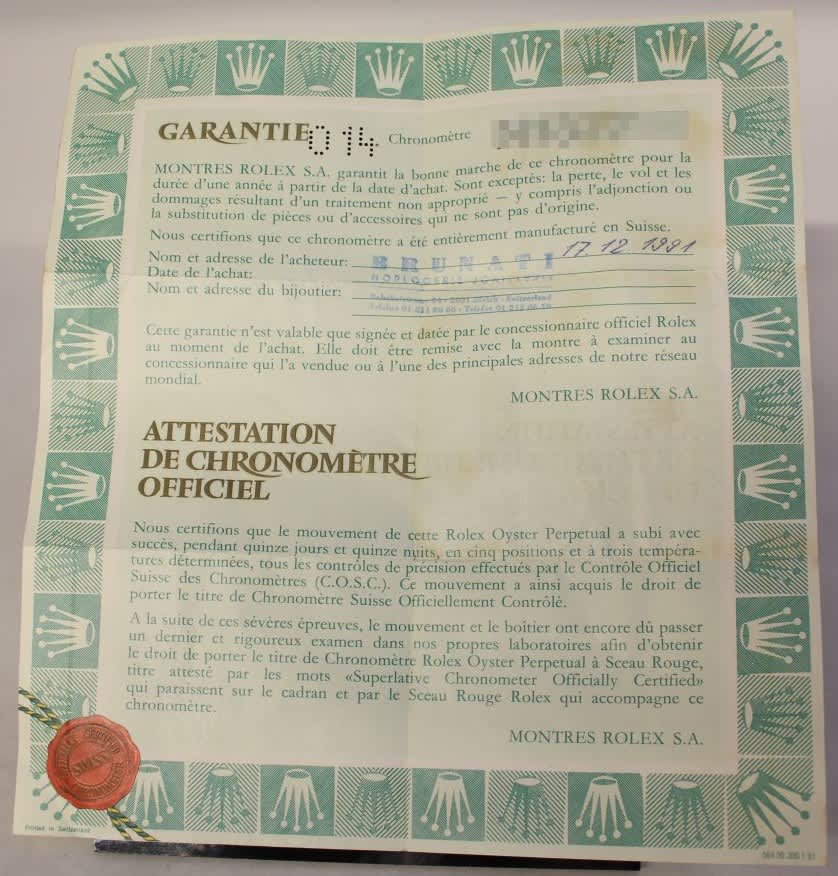 GARANTIE 014 Chronomètre
MONTRES ROLEX S.A. garantit la bonne marche de ce chronomètre pour la
durée d'une année à partir de la date d'achat. Sont exceptés: la perte, le vol et les
dommages résultant d'un traitement non approprié – y compris l'adjonction ou
la substitution de pièces ou d'accessoires qui ne sont pas d'origine.
Nous certifions que ce chronomètre a été entièrement manufacturé en Suisse.
17.12.1991
Nom et adresse de l'acheteur: BRUNATI
Date de l'achat: HORLOGERIE
Nom et adresse du bijoutier:
Cette garantie n'est valable que signée et datée par le concessionnaire officiel Rolex
au moment de l'achat. Elle doit être remise avec la montre à examiner au
concessionnaire qui l'a vendue ou à l'une des principales adresses de notre réseau
mondial.
MONTRES ROLEX S.A.
ATTESTATION
DE CHRONOMÈTRE
OFFICIEL
Nous certifions que le mouvement de cette Rolex Oyster Perpetual a subi avec
succès, pendant quinze jours et quinze nuits, en cinq positions et à trois tempéra-
tures déterminées, tous les contrôles de précision effectués par le Contrôle Officiel
Suisse des Chronomètres (C.O.S.C.). Ce mouvement a ainsi acquis le droit de
porter le titre de Chronomètre Suisse Officiellement Contrôlé.
A la suite de ces sévères épreuves, le mouvement et le boîtier ont encore dû passer
un dernier et rigoureux examen dans nos propres laboratoires afin d'obtenir
le droit de porter le titre de Chronomètre Rolex Oyster Perpetual à Sceau Rouge,
titre attesté par les mots «Superlative Chronometer Officially Certified»
qui paraissent sur le cadran et par le Sceau Rouge Rolex qui accompagne ce
chronomètre.
MONTRES ROLEX S.A.
SWISS
Printed in Switzerland